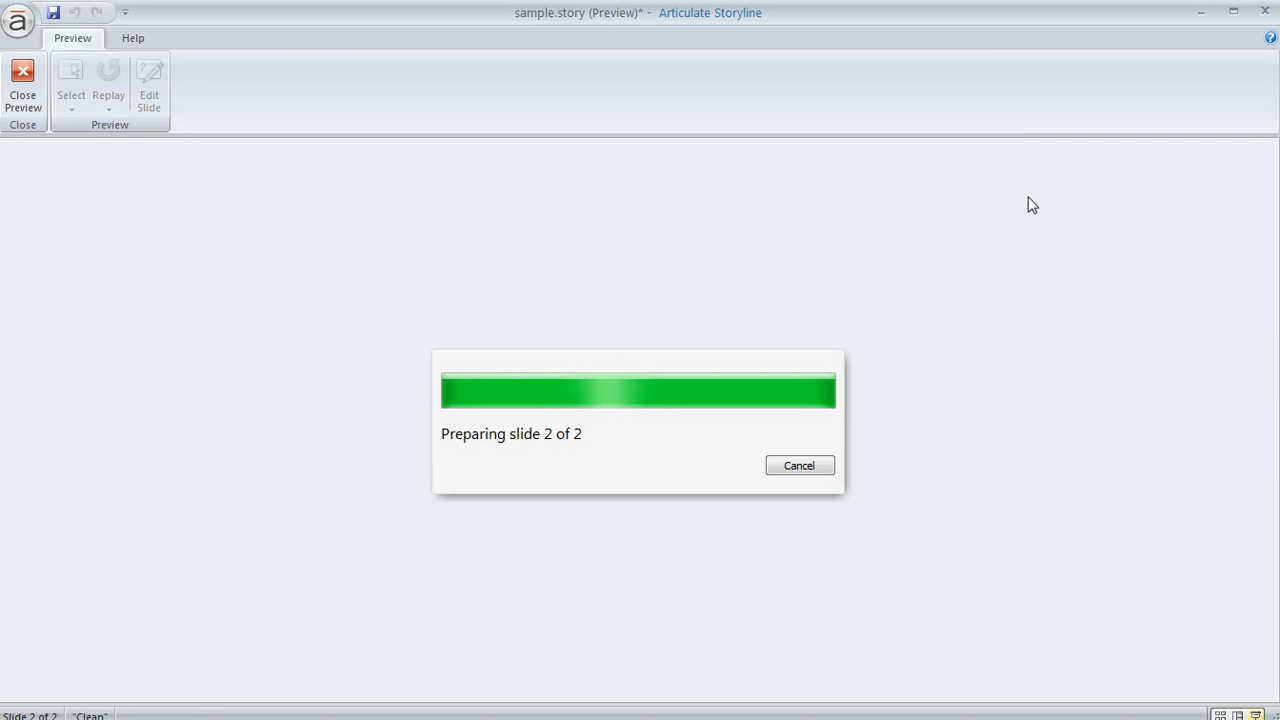 sample.story (Preview)* - Articulate Storyline
Preview Help
Close Preview
Select
Replay
Edit Slide
Close
Preview
Preparing slide 2 of 2
Cancel
Slide 2 of 2 "Clean"